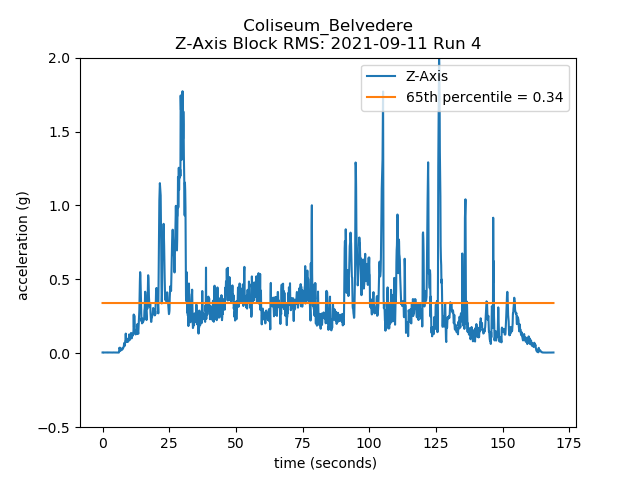 Coliseum_Belvedere
Z-Axis Block RMS: 2021-09-11 Run 4
Z-Axis
65th percentile = 0.34
2.0
1.5
1.0
0.5
0.0
−0.5
acceleration (g)
0 25 50 75 100 125 150 175
time (seconds)